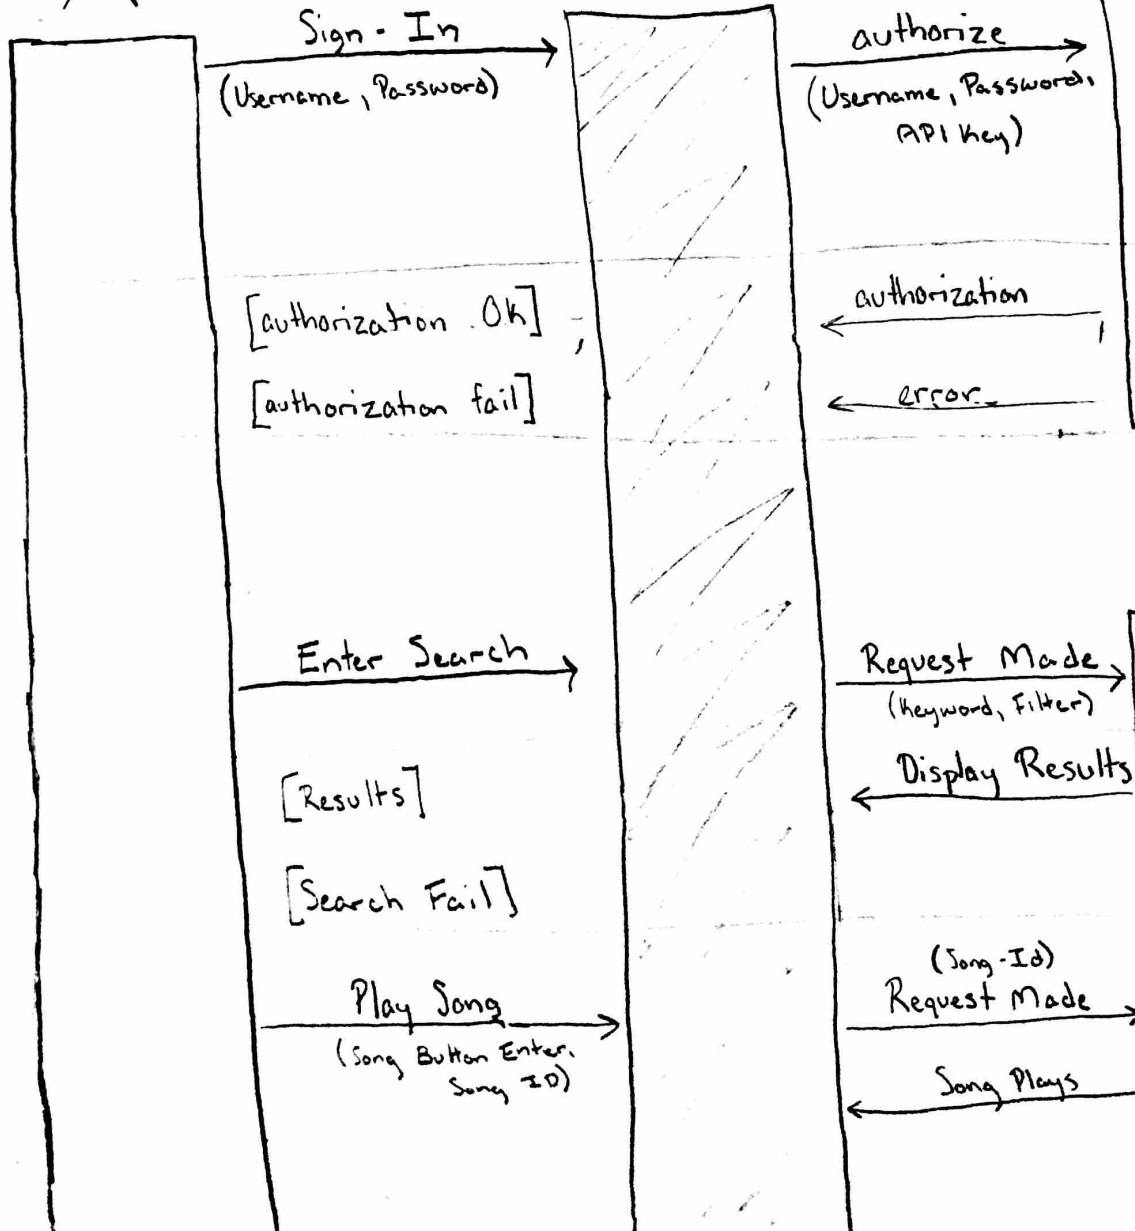 Sign-In
(Username, Password)
authorize
(Username, Password,
API Key)
[authorization OK]
authorization
[authorization fail]
error
Enter Search
Request Made
(Keyword, Filter)
Display Results
[Results]
[Search Fail]
Play Song
(Song Button Enter,
Song ID)
(Song-Id)
Request Made
Song Plays